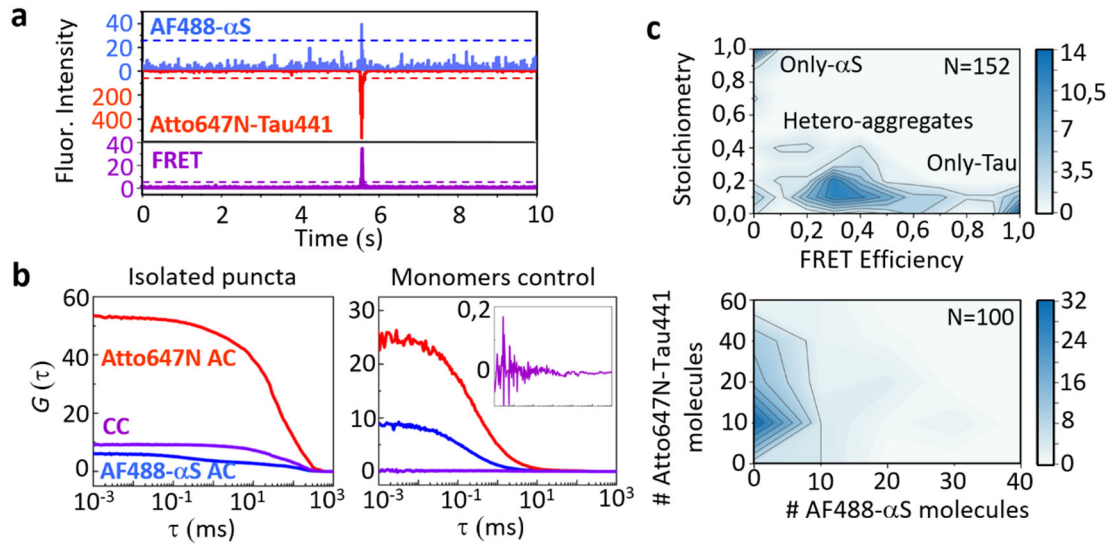 a
AF488-αS
40
20
0
200
400
Atto647N-Tau441
40
20
0
FRET
Fluor. Intensity
0 2 4 6 8 10
Time (s)
b
Isolated puncta
60
40
20
0
Atto647N AC
CC
AF488-αS AC
G (τ)
10-3 10-1 101 103
τ (ms)
Monomers control
30
20
10
0
0,2
0
10-3 10-1 101 103
τ (ms)
c
1,0
0,8
0,6
0,4
0,2
0,0
Stoichiometry
Only-αS
N=152
Hetero-aggregates
Only-Tau
0,0 0,2 0,4 0,6 0,8 1,0
FRET Efficiency
14
10,5
7
3,5
0
# Atto647N-Tau441
molecules
60
40
20
0
N=100
0 10 20 30 40
# AF488-αS molecules
32
24
16
8
0